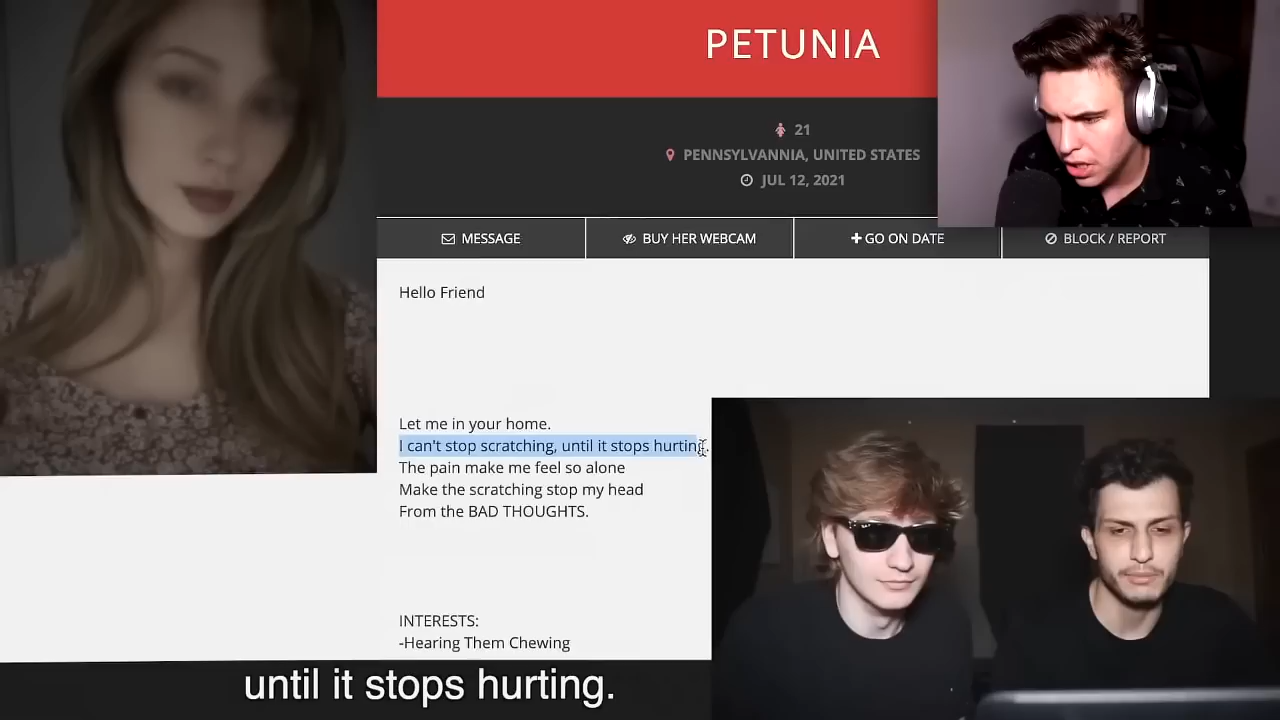 PETUNIA
21
PENNSYLVANNIA, UNITED STATES
JUL 12, 2021
MESSAGE
BUY HER WEBCAM
GO ON DATE
BLOCK / REPORT
Hello Friend
Let me in your home.
I can't stop scratching, until it stops hurting.
The pain make me feel so alone
Make the scratching stop my head
From the BAD THOUGHTS.
INTERESTS:
-Hearing Them Chewing
until it stops hurting.